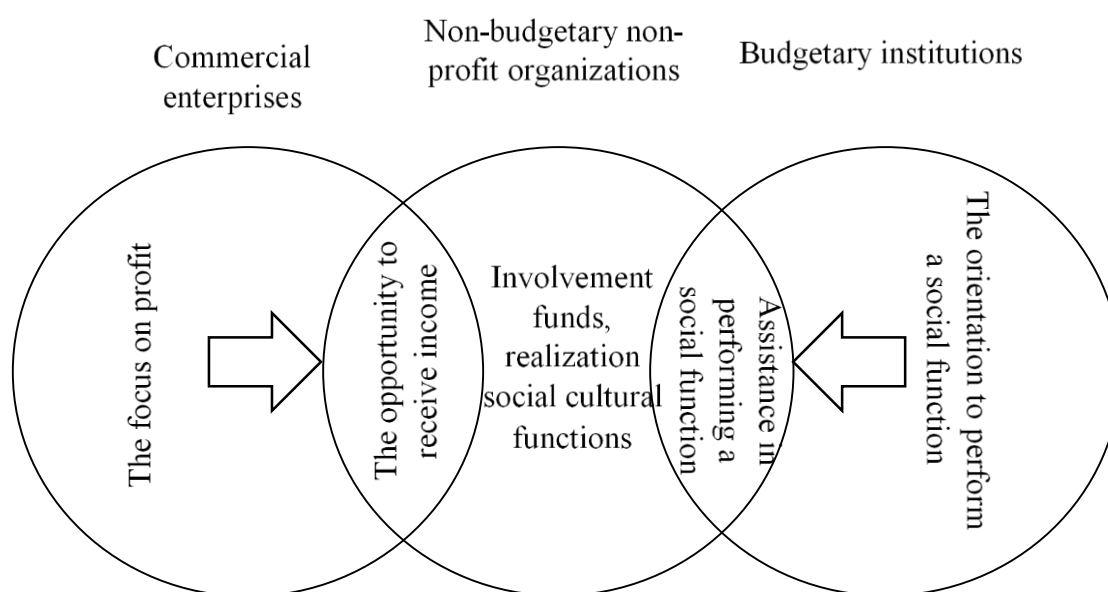 Commercial
enterprises
Non-budgetary non-
profit organizations
Budgetary institutions
The focus on profit
The opportunity to
receive income
Involvement
funds,
realization
social cultural
functions
Assistance in
performing a
social function
The orientation to perform
a social function